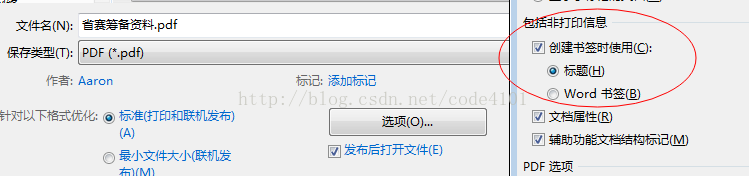 文件名(N): 省赛筹备资料.pdf
保存类型(T): PDF (*.pdf)
作者: Aaron 标记: 添加标记
针对以下格式优化: 标准(打印和联机发布)
(A)
最小文件大小(联机
发布)(M)
选项(O)...
发布后打开文件(E)
http://blog.csdn.net/code4101
包括非打印信息
创建书签时使用(C):
标题(H)
Word 书签(B)
文档属性(R)
辅助功能文档结构标记(M)
PDF 选项